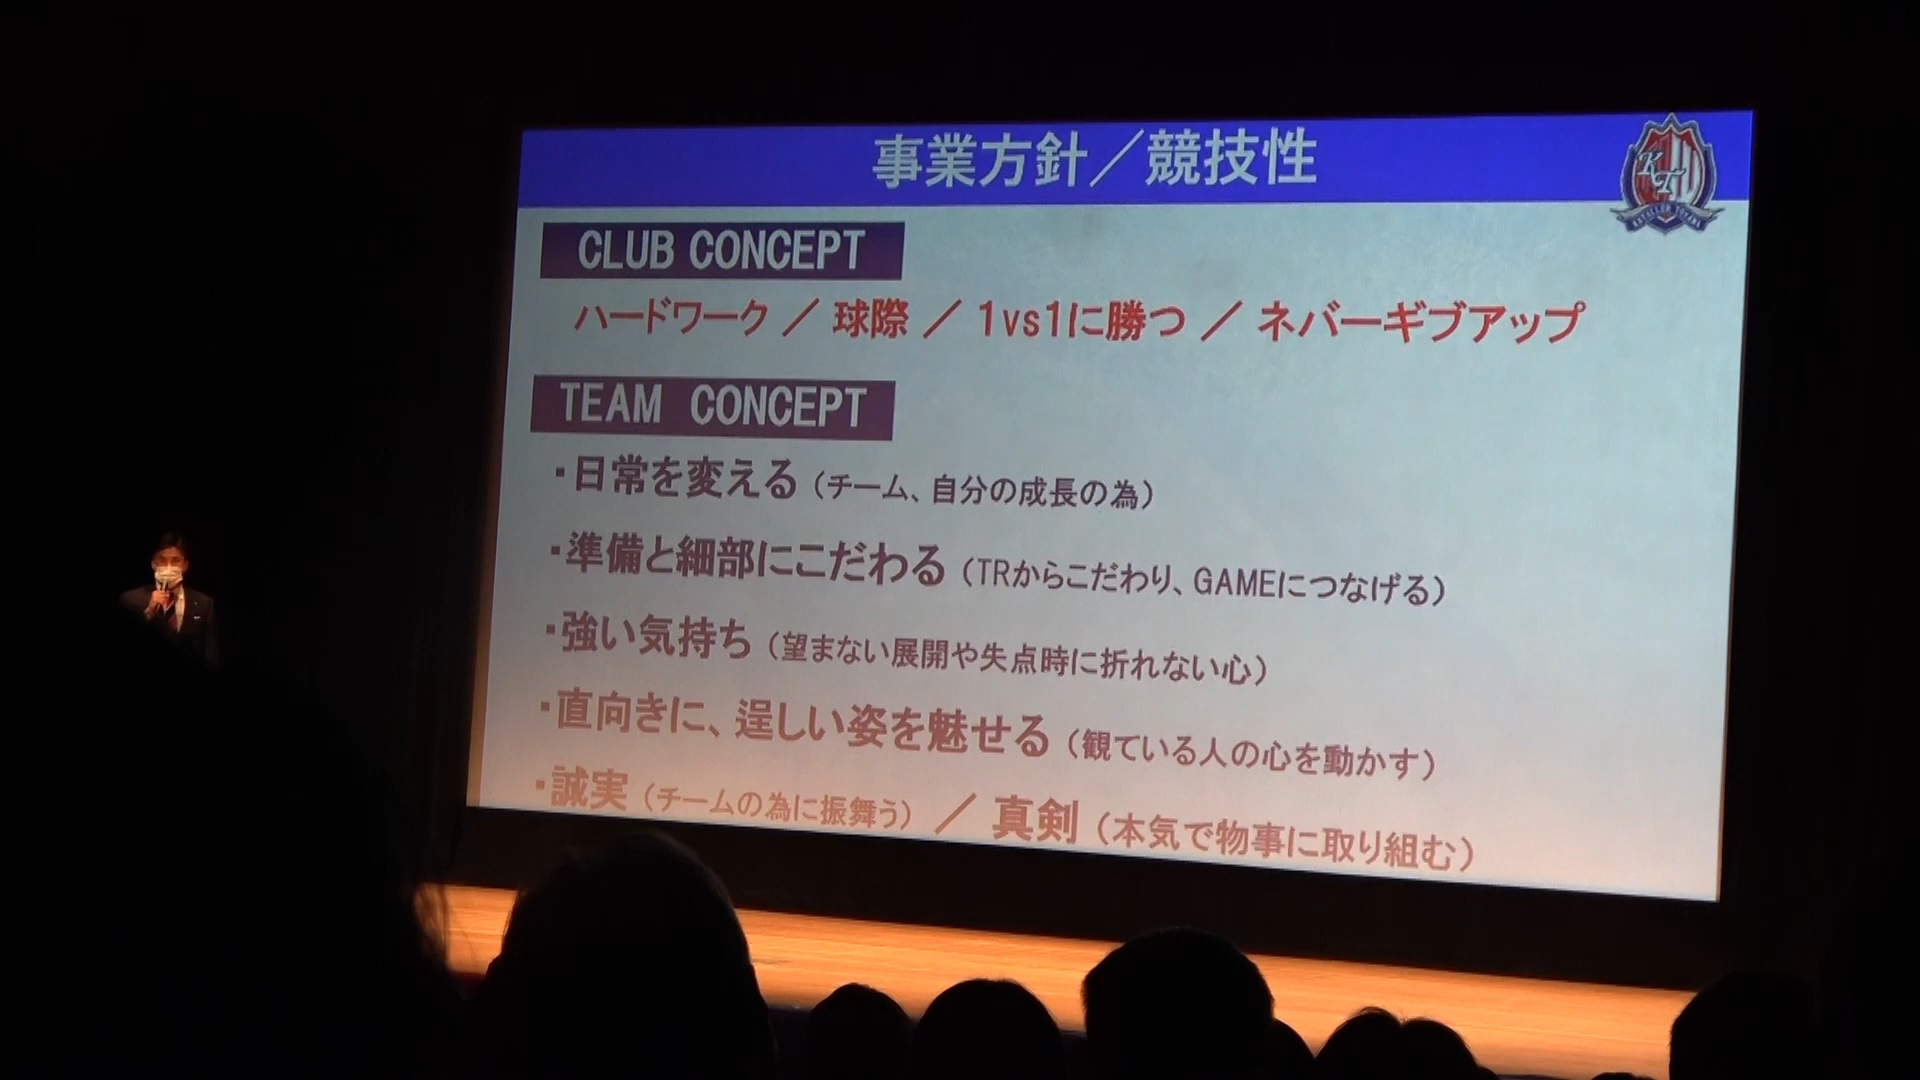 事業方針／競技性
KT
KATALLER TOYAMA
CLUB CONCEPT
ハードワーク ／ 球際 ／ 1vs1に勝つ ／ ネバーギブアップ
TEAM CONCEPT
・日常を変える（チーム、自分の成長の為）
・準備と細部にこだわる（TRからこだわり、GAMEにつなげる）
・強い気持ち（望まない展開や失点時に折れない心）
・直向きに、逞しい姿を魅せる（観ている人の心を動かす）
・誠実（チームの為に振舞う）／ 真剣（本気で物事に取り組む）